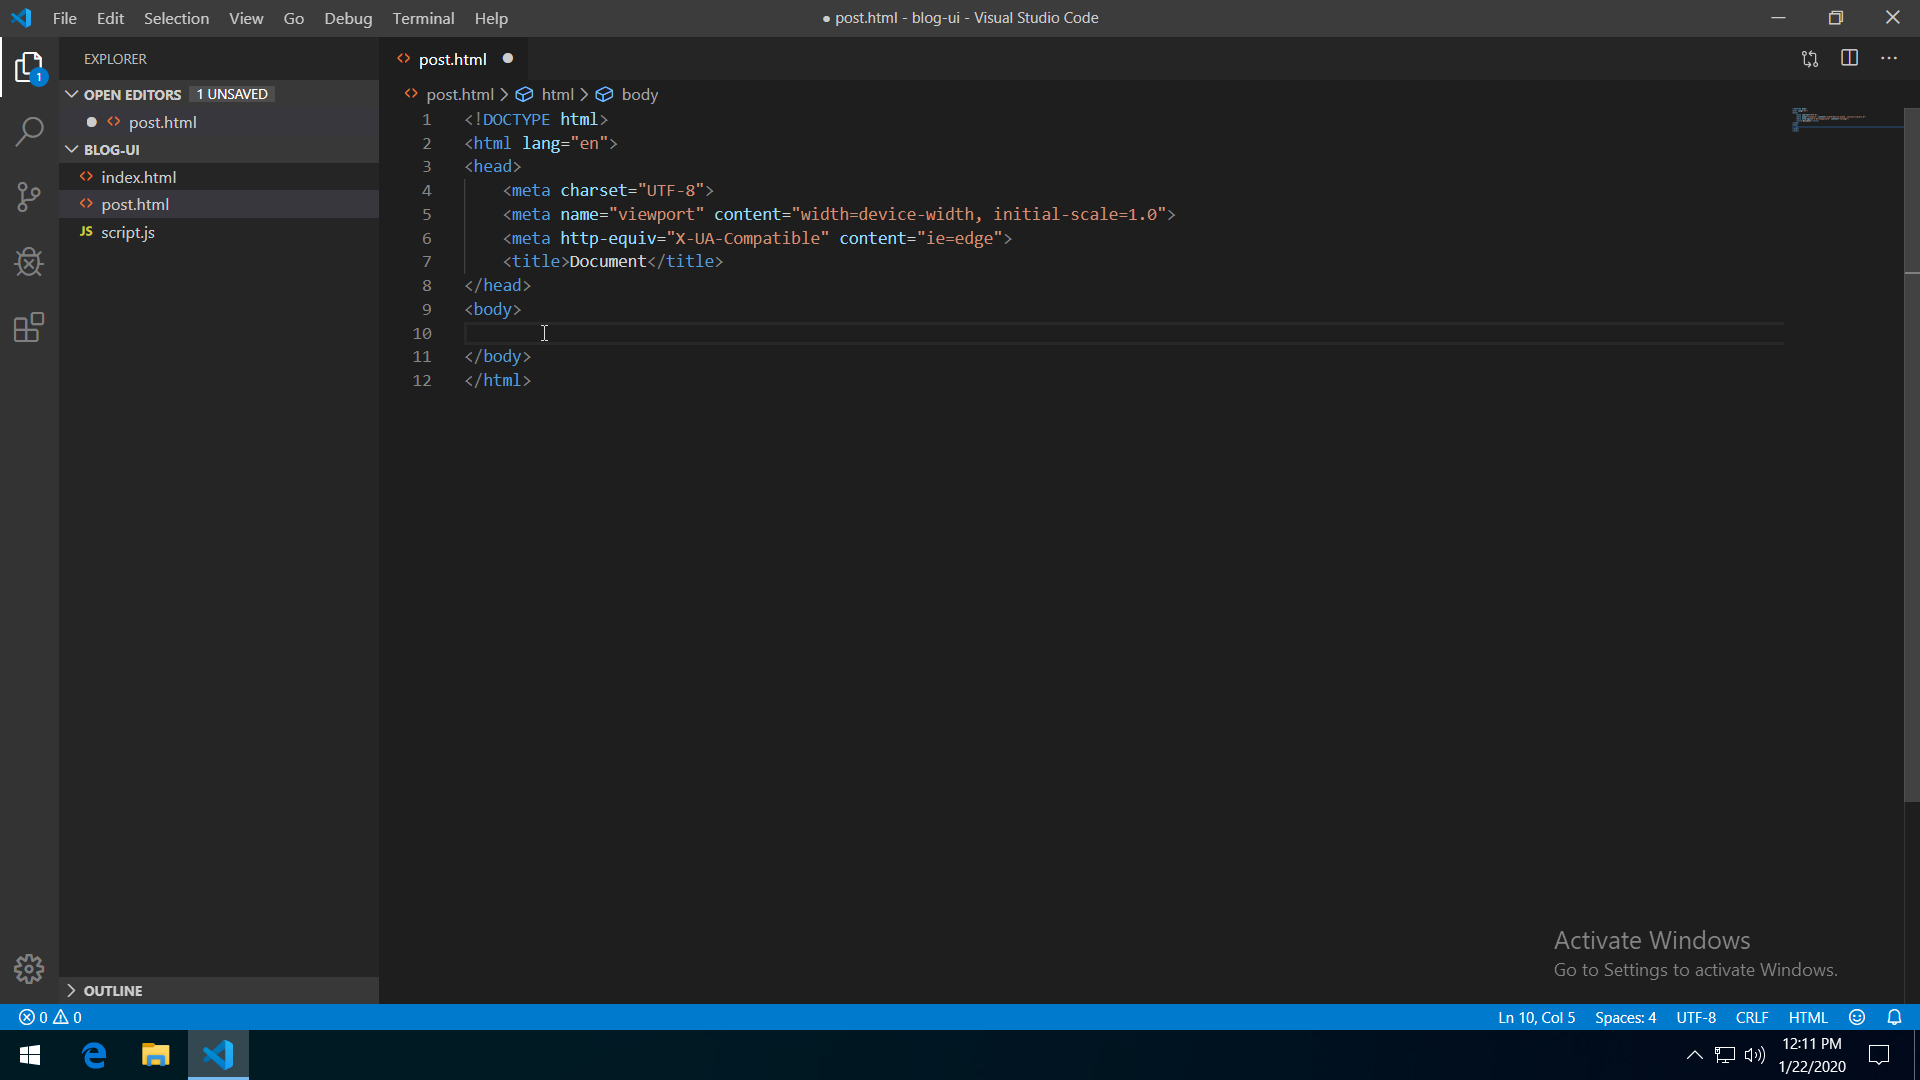 File Edit Selection View Go Debug Terminal Help
● post.html - blog-ui - Visual Studio Code
1
EXPLORER
OPEN EDITORS 1 UNSAVED
● <> post.html
BLOG-UI
<> index.html
<> post.html
JS script.js
OUTLINE
<> post.html ●
<> post.html > html > body
1 <!DOCTYPE html>
2 <html lang="en">
3 <head>
4 <meta charset="UTF-8">
5 <meta name="viewport" content="width=device-width, initial-scale=1.0">
6 <meta http-equiv="X-UA-Compatible" content="ie=edge">
7 <title>Document</title>
8 </head>
9 <body>
10
11 </body>
12 </html>
Activate Windows
Go to Settings to activate Windows.
0 0
Ln 10, Col 5 Spaces: 4 UTF-8 CRLF HTML
12:11 PM
1/22/2020